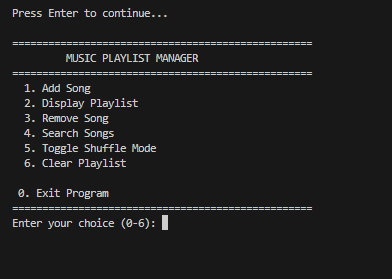 Press Enter to continue...
==================================================
MUSIC PLAYLIST MANAGER
==================================================
1. Add Song
2. Display Playlist
3. Remove Song
4. Search Songs
5. Toggle Shuffle Mode
6. Clear Playlist
0. Exit Program
==================================================
Enter your choice (0-6):